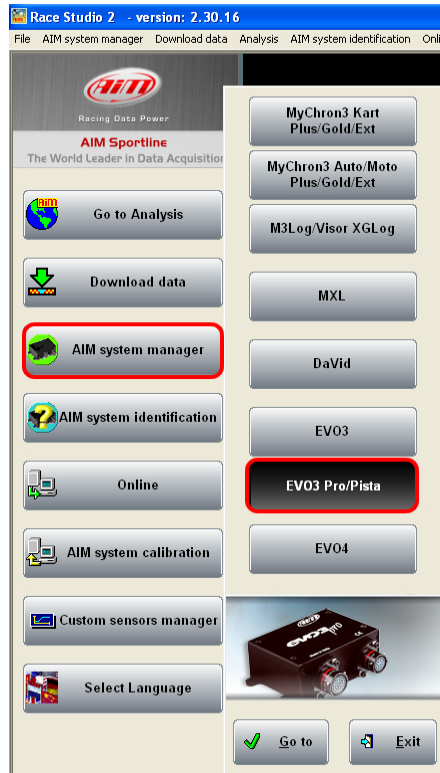 Race Studio 2 - version: 2.30.16
File AIM system manager Download data Analysis AIM system identification Onli
AiM
Racing Data Power
AIM Sportline
The World Leader in Data Acquisition
Go to Analysis
Download data
AIM system manager
AIM system identification
Online
AIM system calibration
Custom sensors manager
Select Language
MyChron3 Kart
Plus/Gold/Ext
MyChron3 Auto/Moto
Plus/Gold/Ext
M3Log/Visor XGLog
MXL
DaVid
EVO3
EVO3 Pro/Pista
EVO4
AiM
EVO3 pro
Go to
Exit